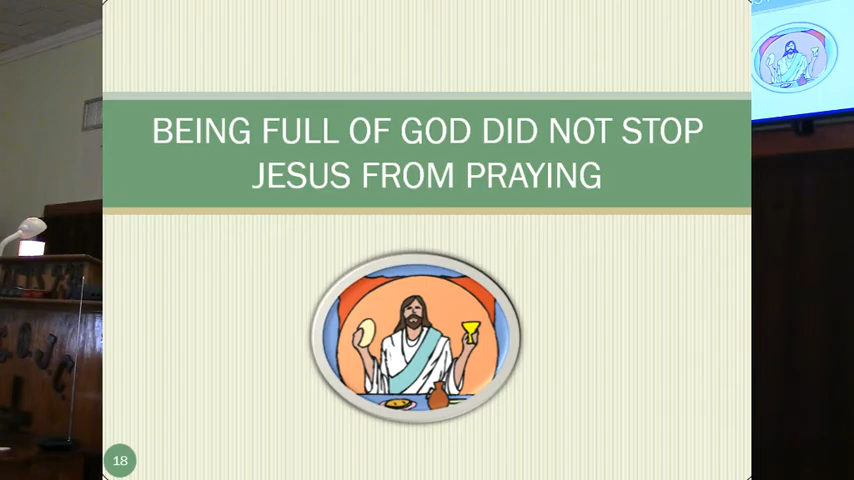 BEING FULL OF GOD DID NOT STOP
JESUS FROM PRAYING
18
C.O.J.C.